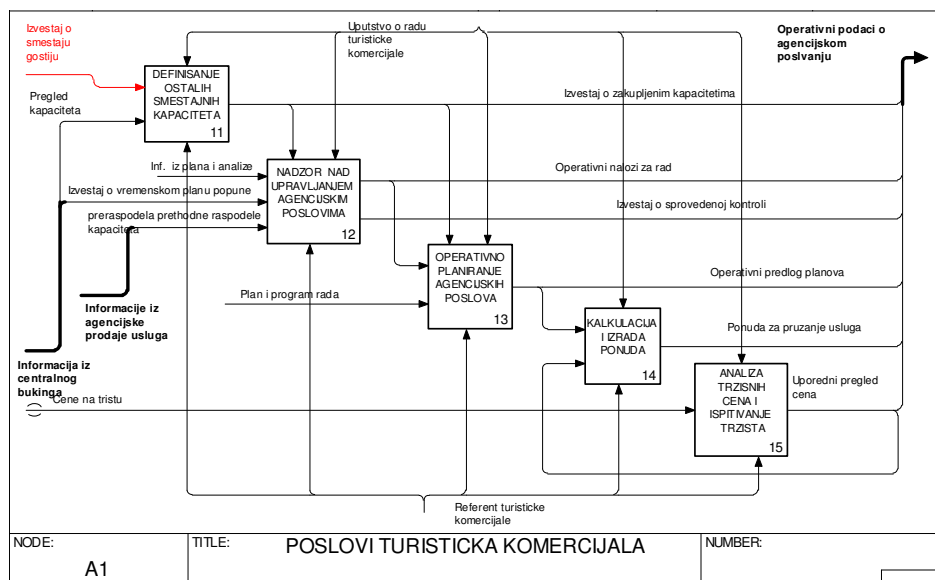 Izvestaj o
smestaju
gostiju
Uputstvo o radu
turisticke
komercijale
Operativni podaci o
agencijskom
poslvanju
Pregled
kapaciteta
DEFINISANJE
OSTALIH
SMESTAJNIH
KAPACITETA
11
Izvestaj o zakupljenim kapacitetima
Inf. iz plana i analize
Izvestaj o vremenskom planu popune
preraspodela prethodne raspodele
kapaciteta
NADZOR NAD
UPRAVLJANJEM
AGENCIJSKIM
POSLOVIMA
12
Operativni nalozi za rad
Izvestaj o sprovedenoj kontroli
OPERATIVNO
PLANIRANJE
AGENCIJSKIH
POSLOVA
13
Operativni predlog planova
Plan i program rada
Informacije iz
agencijske
prodaje usluga
KALKULACIJA
I IZRADA
PONUDA
14
Ponuda za pruzanje usluga
Informacija iz
centralnog
bukinga
Cene na tristu
ANALIZA
TRZISNIH
CENA I
ISPITIVANJE
TRZISTA
15
Uporedni pregled
cena
Referent turisticke
komercijale
NODE:
A1
TITLE:
POSLOVI TURISTICKA KOMERCIJALA
NUMBER: